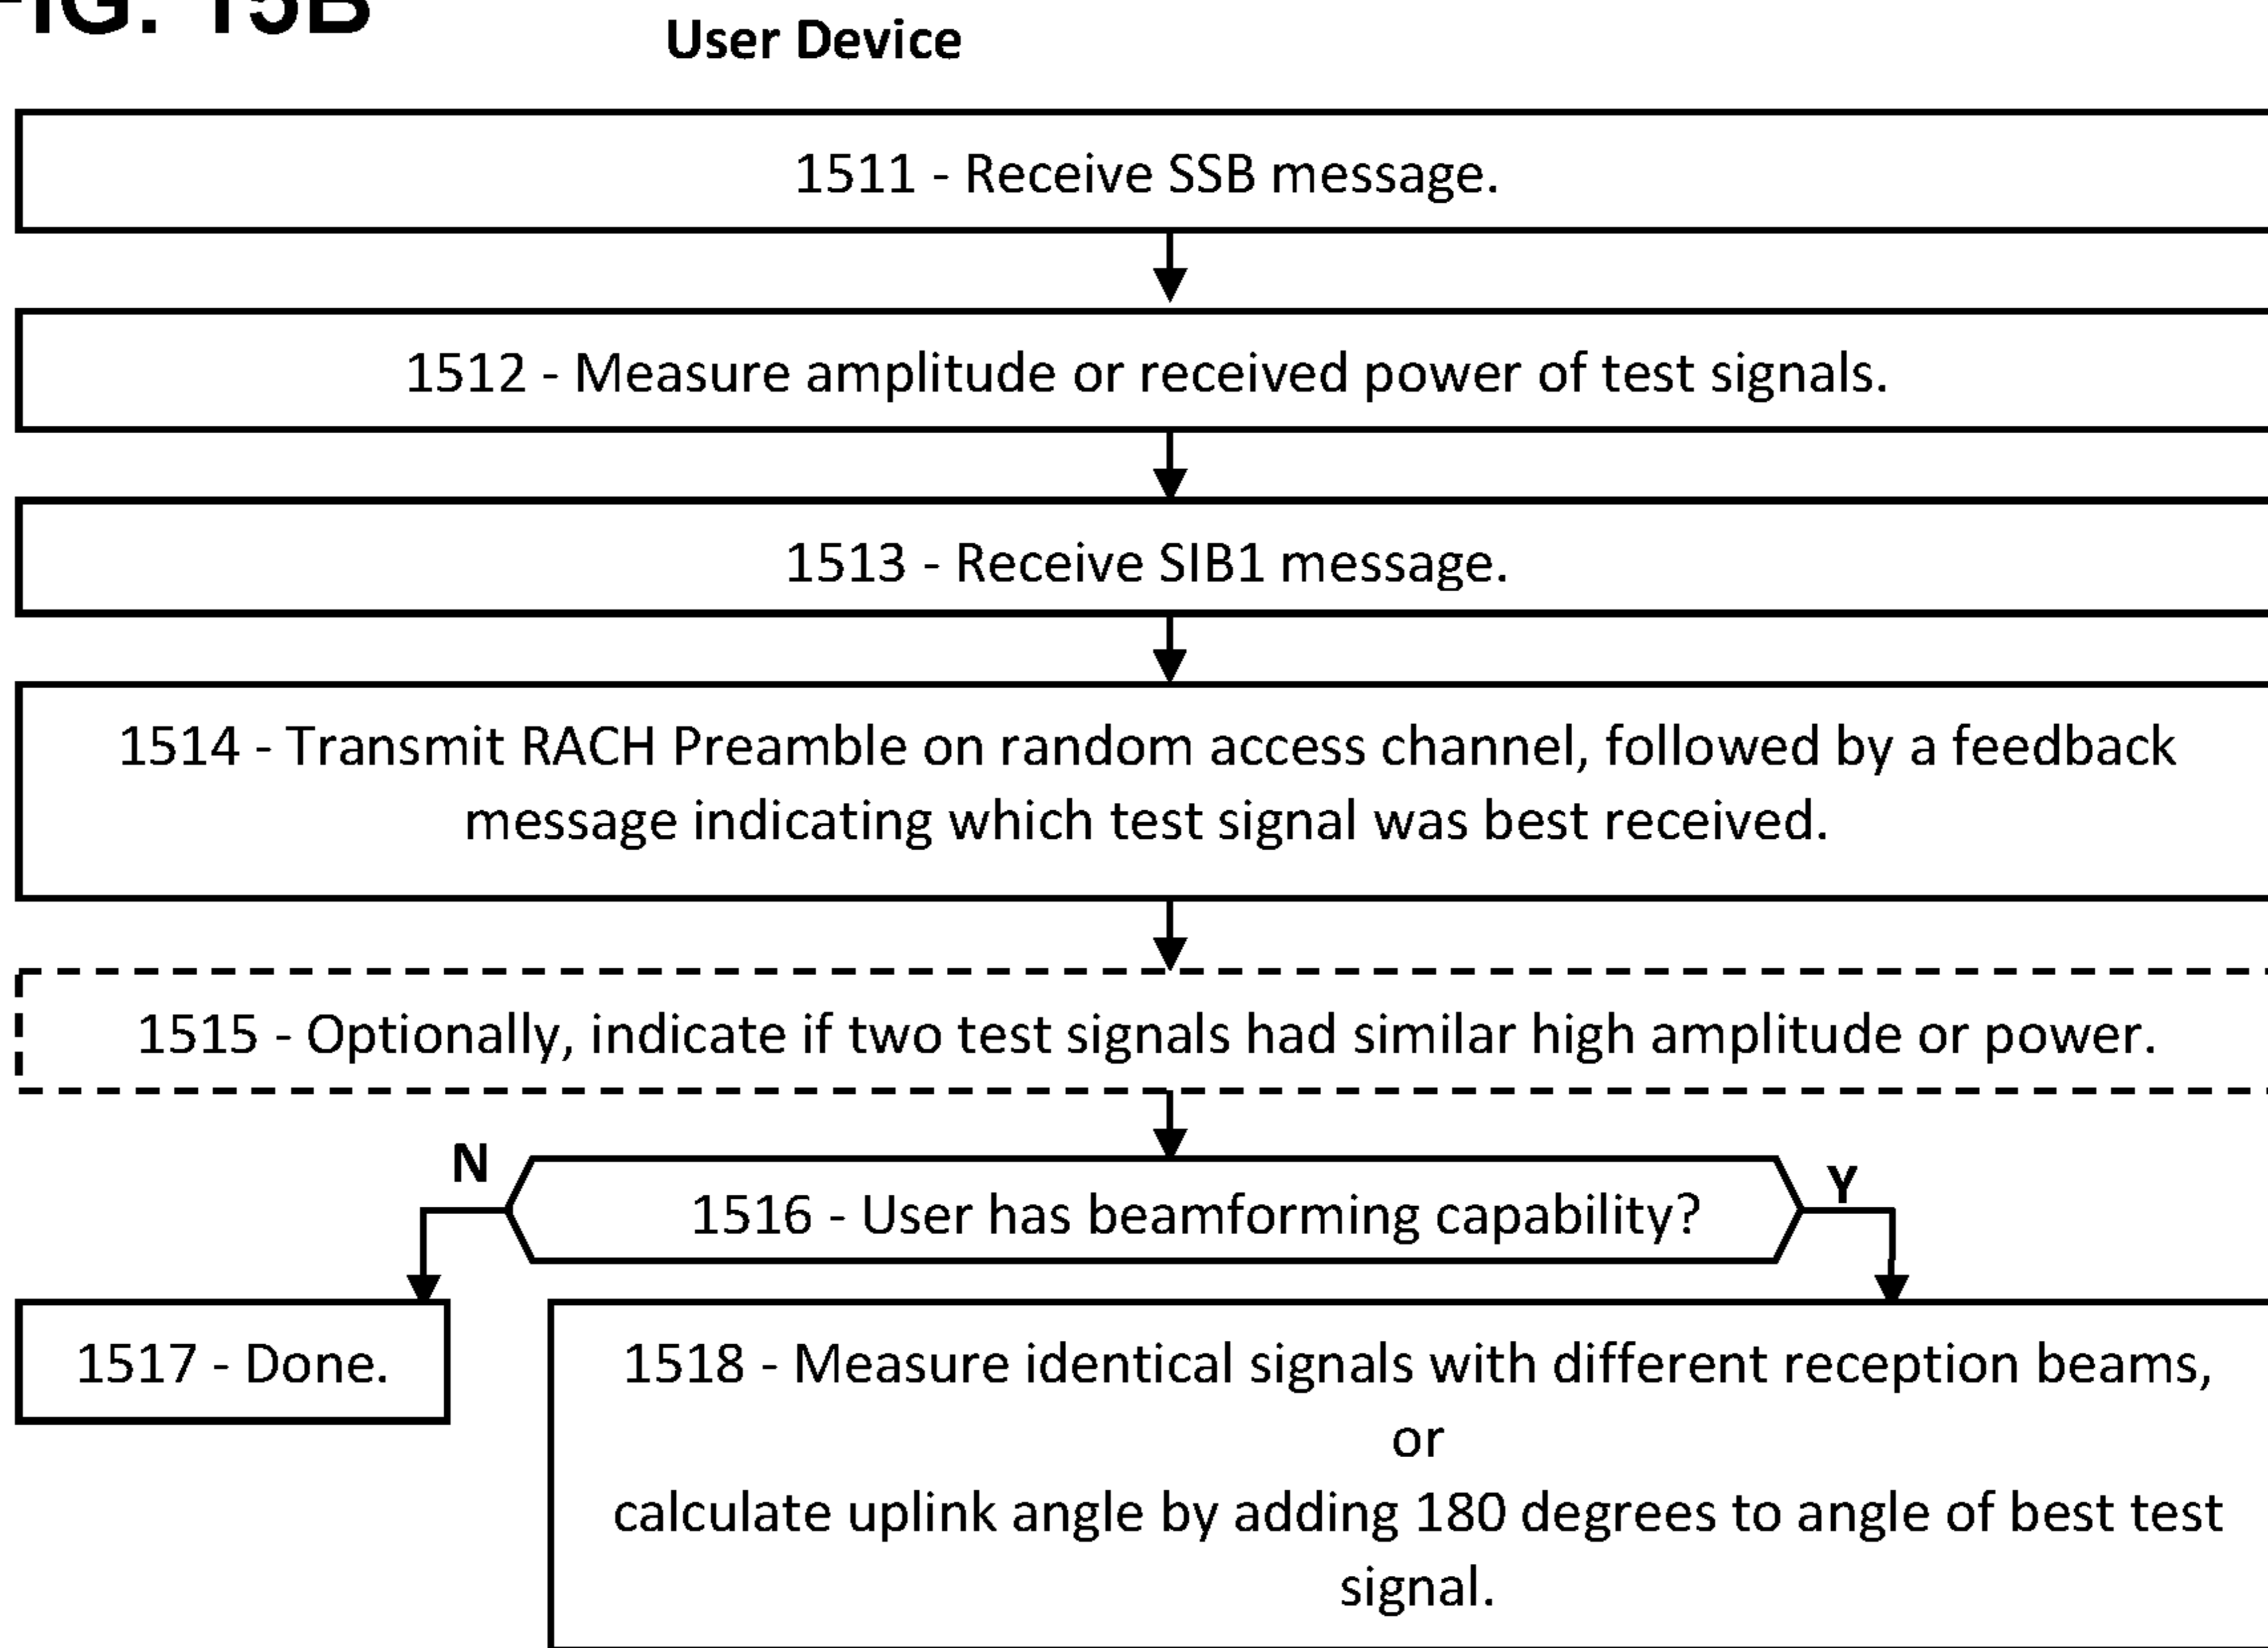 FIG. 15B
User Device
1511 - Receive SSB message.
1512 - Measure amplitude or received power of test signals.
1513 - Receive SIB1 message.
1514 - Transmit RACH Preamble on random access channel, followed by a feedback
message indicating which test signal was best received.
1515 - Optionally, indicate if two test signals had similar high amplitude or power.
N
Y
1516 - User has beamforming capability?
1517 - Done.
1518 - Measure identical signals with different reception beams,
or
calculate uplink angle by adding 180 degrees to angle of best test
signal.